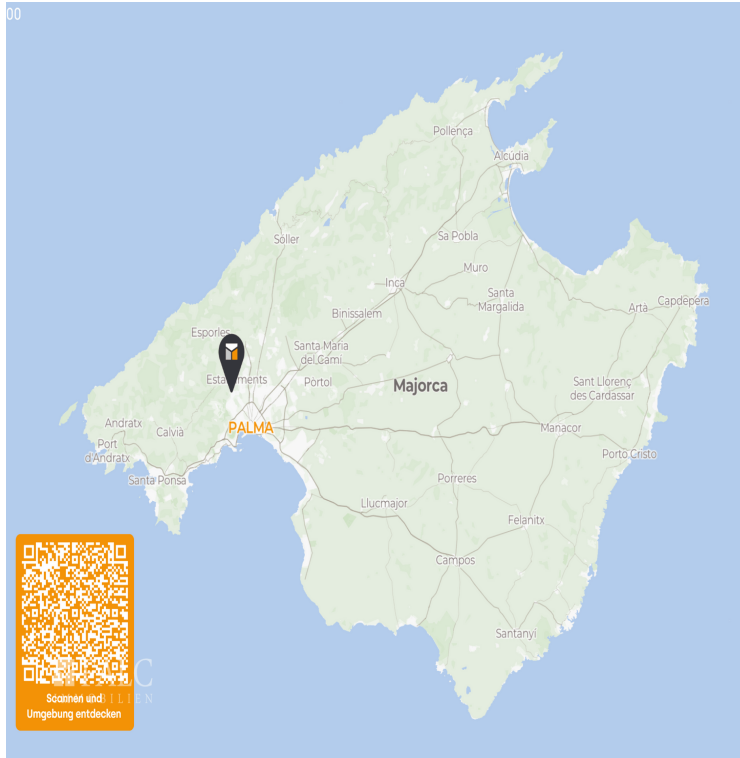 00
Pollença
Alcúdia
Sóller
Sa Pobla
Muro
Inca
Santa
Margalida
Artà
Capdepera
Binissalem
Esporles
Santa Maria
del Camí
Establiments
Pòrtol
Majorca
Sant Llorenç
des Cardassar
Andratx
Calvià
PALMA
Manacor
Port
d'Andratx
Porto Cristo
Santa Ponsa
Porreres
Llucmajor
Felanitx
Campos
Santanyí
Scannen und
Umgebung entdecken